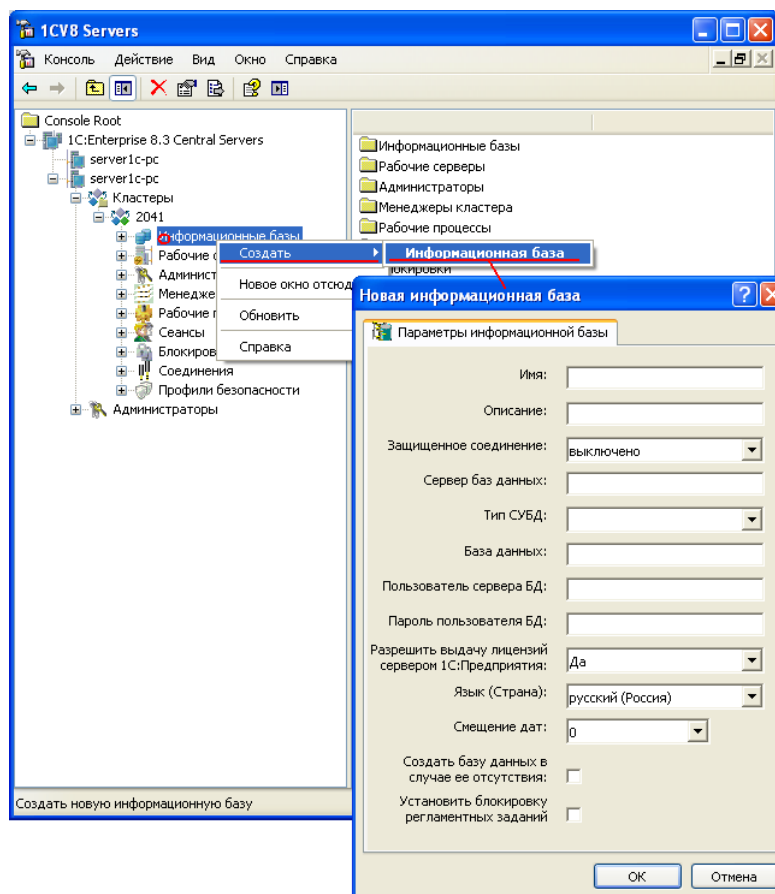 1CV8 Servers
Консоль Действие Вид Окно Справка
Console Root
1C:Enterprise 8.3 Central Servers
server1c-pc
server1c-pc
Кластеры
2041
Информационные базы
Рабочие
Админист
Менедже
Рабочие
Сеансы
Блокиров
Соединения
Профили безопасности
Администраторы
Информационные базы
Рабочие серверы
Администраторы
Менеджеры кластера
Рабочие процессы
Создать
Новое окно отсюд
Обновить
Справка
Информационная база
Новая информационная база
Параметры информационной базы
Имя:
Описание:
Защищенное соединение: выключено
Сервер баз данных:
Тип СУБД:
База данных:
Пользователь сервера БД:
Пароль пользователя БД:
Разрешить выдачу лицензий
сервером 1С:Предприятия: Да
Язык (Страна): русский (Россия)
Смещение дат: 0
Создать базу данных в
случае ее отсутствия:
Установить блокировку
регламентных заданий
OK Отмена
Создать новую информационную базу